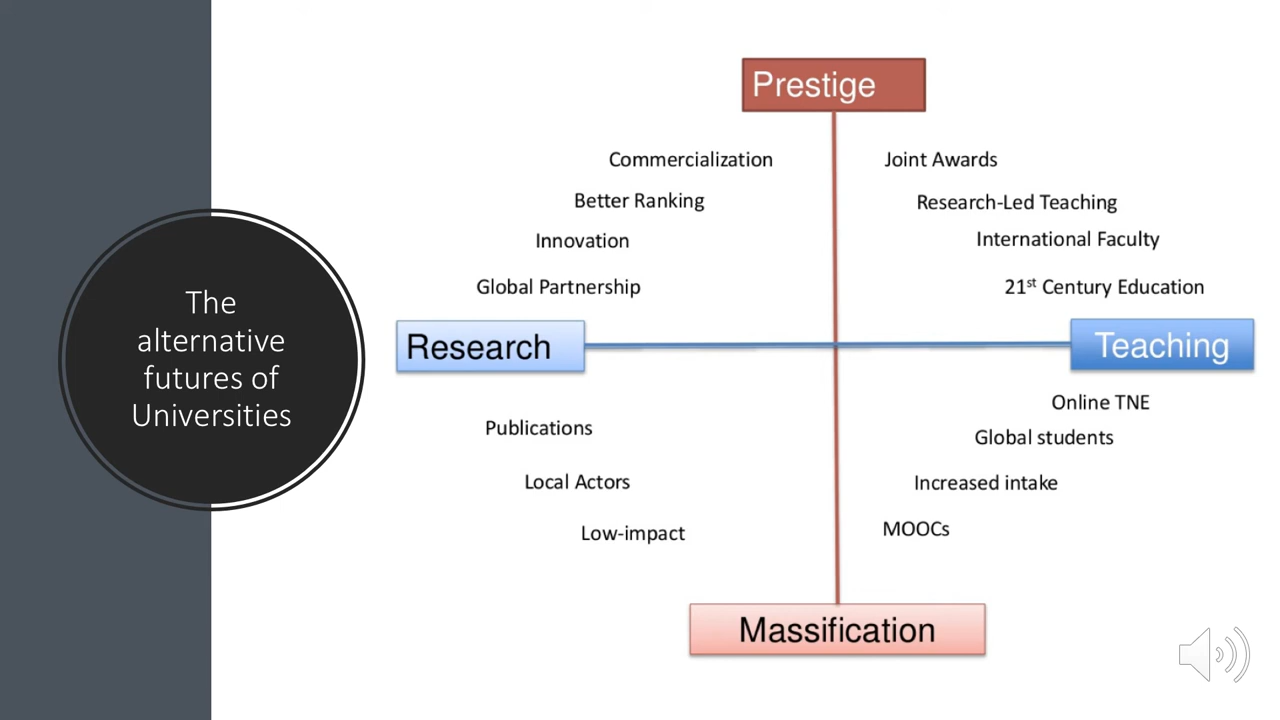 The
alternative
futures of
Universities
Prestige
Commercialization
Joint Awards
Better Ranking
Research-Led Teaching
Innovation
International Faculty
Global Partnership
21st Century Education
Research
Teaching
Online TNE
Publications
Global students
Local Actors
Increased intake
Low-impact
MOOCs
Massification